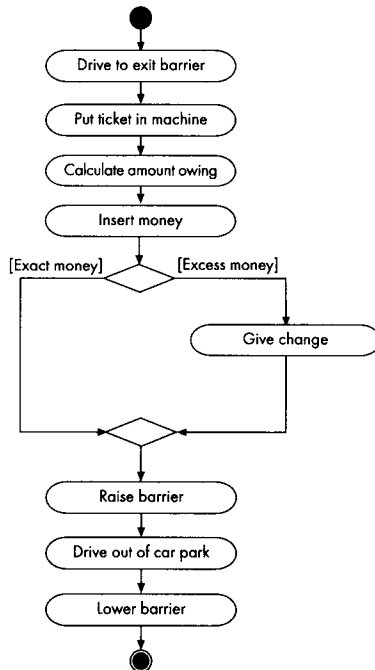 Drive to exit barrier
Put ticket in machine
Calculate amount owing
Insert money
[Exact money]
[Excess money]
Give change
Raise barrier
Drive out of car park
Lower barrier